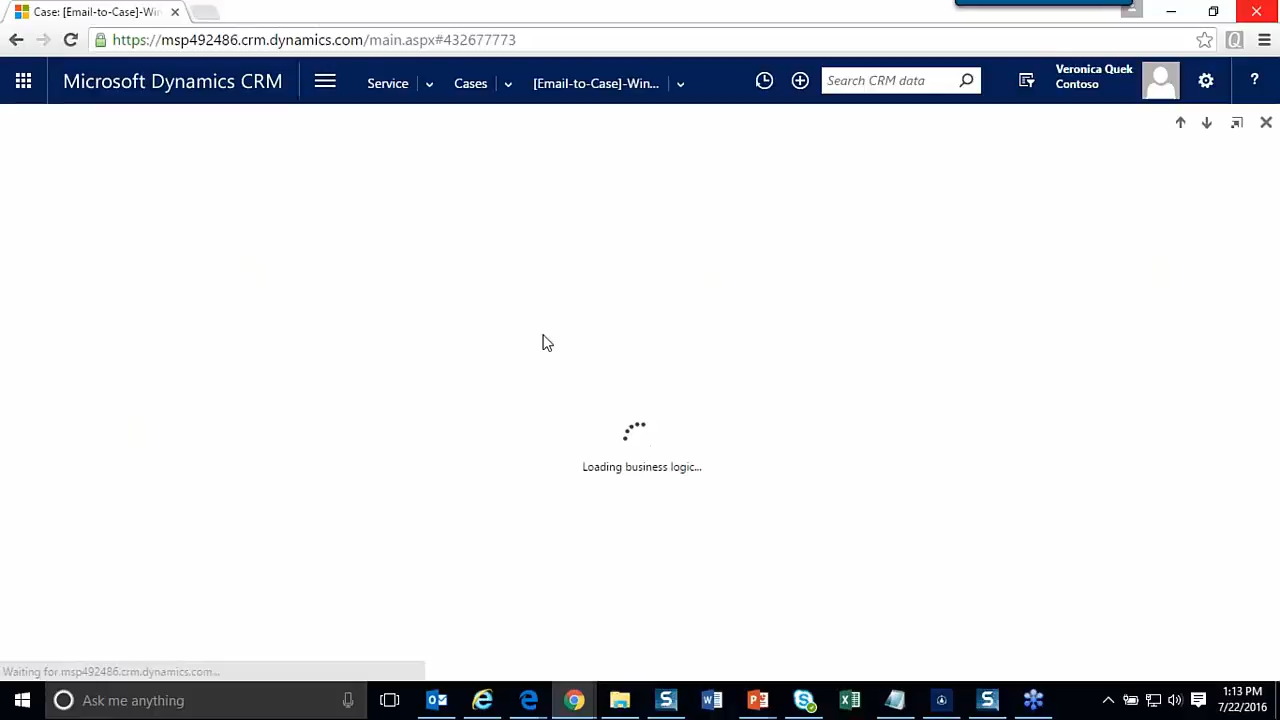 Case: [Email-to-Case]-Win
https://msp492486.crm.dynamics.com/main.aspx#432677773
Microsoft Dynamics CRM
Service
Cases
[Email-to-Case]-Win...
Search CRM data
Veronica Quek
Contoso
?
Loading business logic...
Waiting for msp492486.crm.dynamics.com...
Ask me anything
1:13 PM
7/22/2016